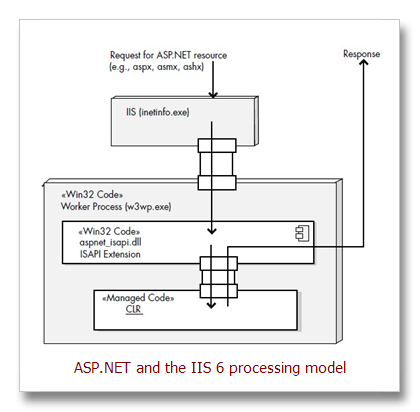 Request for ASP.NET resource
(e.g., aspx, asmx, ashx)
Response
IIS (inetinfo.exe)
«Win32 Code»
Worker Process (w3wp.exe)
«Win32 Code»
aspnet_isapi.dll
ISAPI Extension
«Managed Code»
CLR
ASP.NET and the IIS 6 processing model